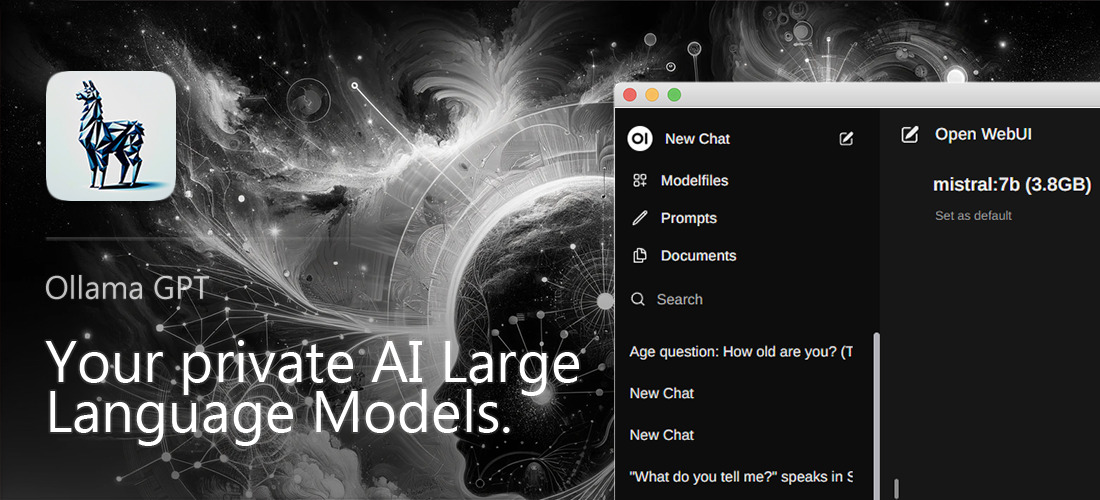 Ollama GPT
Your private AI Large
Language Models.
OI
New Chat
Modelfiles
Prompts
Documents
Search
Age question: How old are you? (T
New Chat
New Chat
"What do you tell me?" speaks in S
Open WebUI
mistral:7b (3.8GB)
Set as default